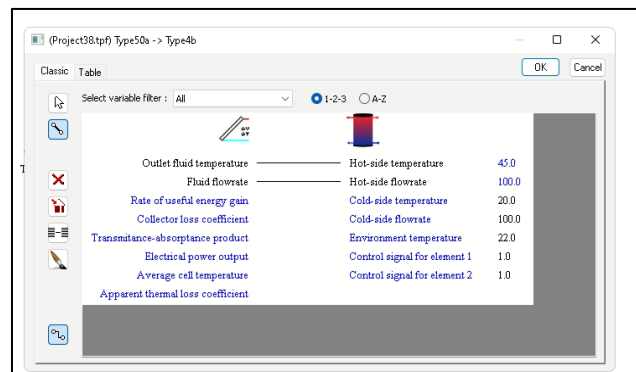 (Project38.tpf) Type50a -> Type4b
OK Cancel
Classic Table
Select variable filter : All 1-2-3 A-Z
ΔU
ΔT
Outlet fluid temperature Hot-side temperature 45.0
Fluid flowrate Hot-side flowrate 100.0
Rate of useful energy gain Cold-side temperature 20.0
Collector loss coefficient Cold-side flowrate 100.0
Transmitance-absorptance product Environment temperature 22.0
Electrical power output Control signal for element 1 1.0
Average cell temperature Control signal for element 2 1.0
Apparent thermal loss coefficient